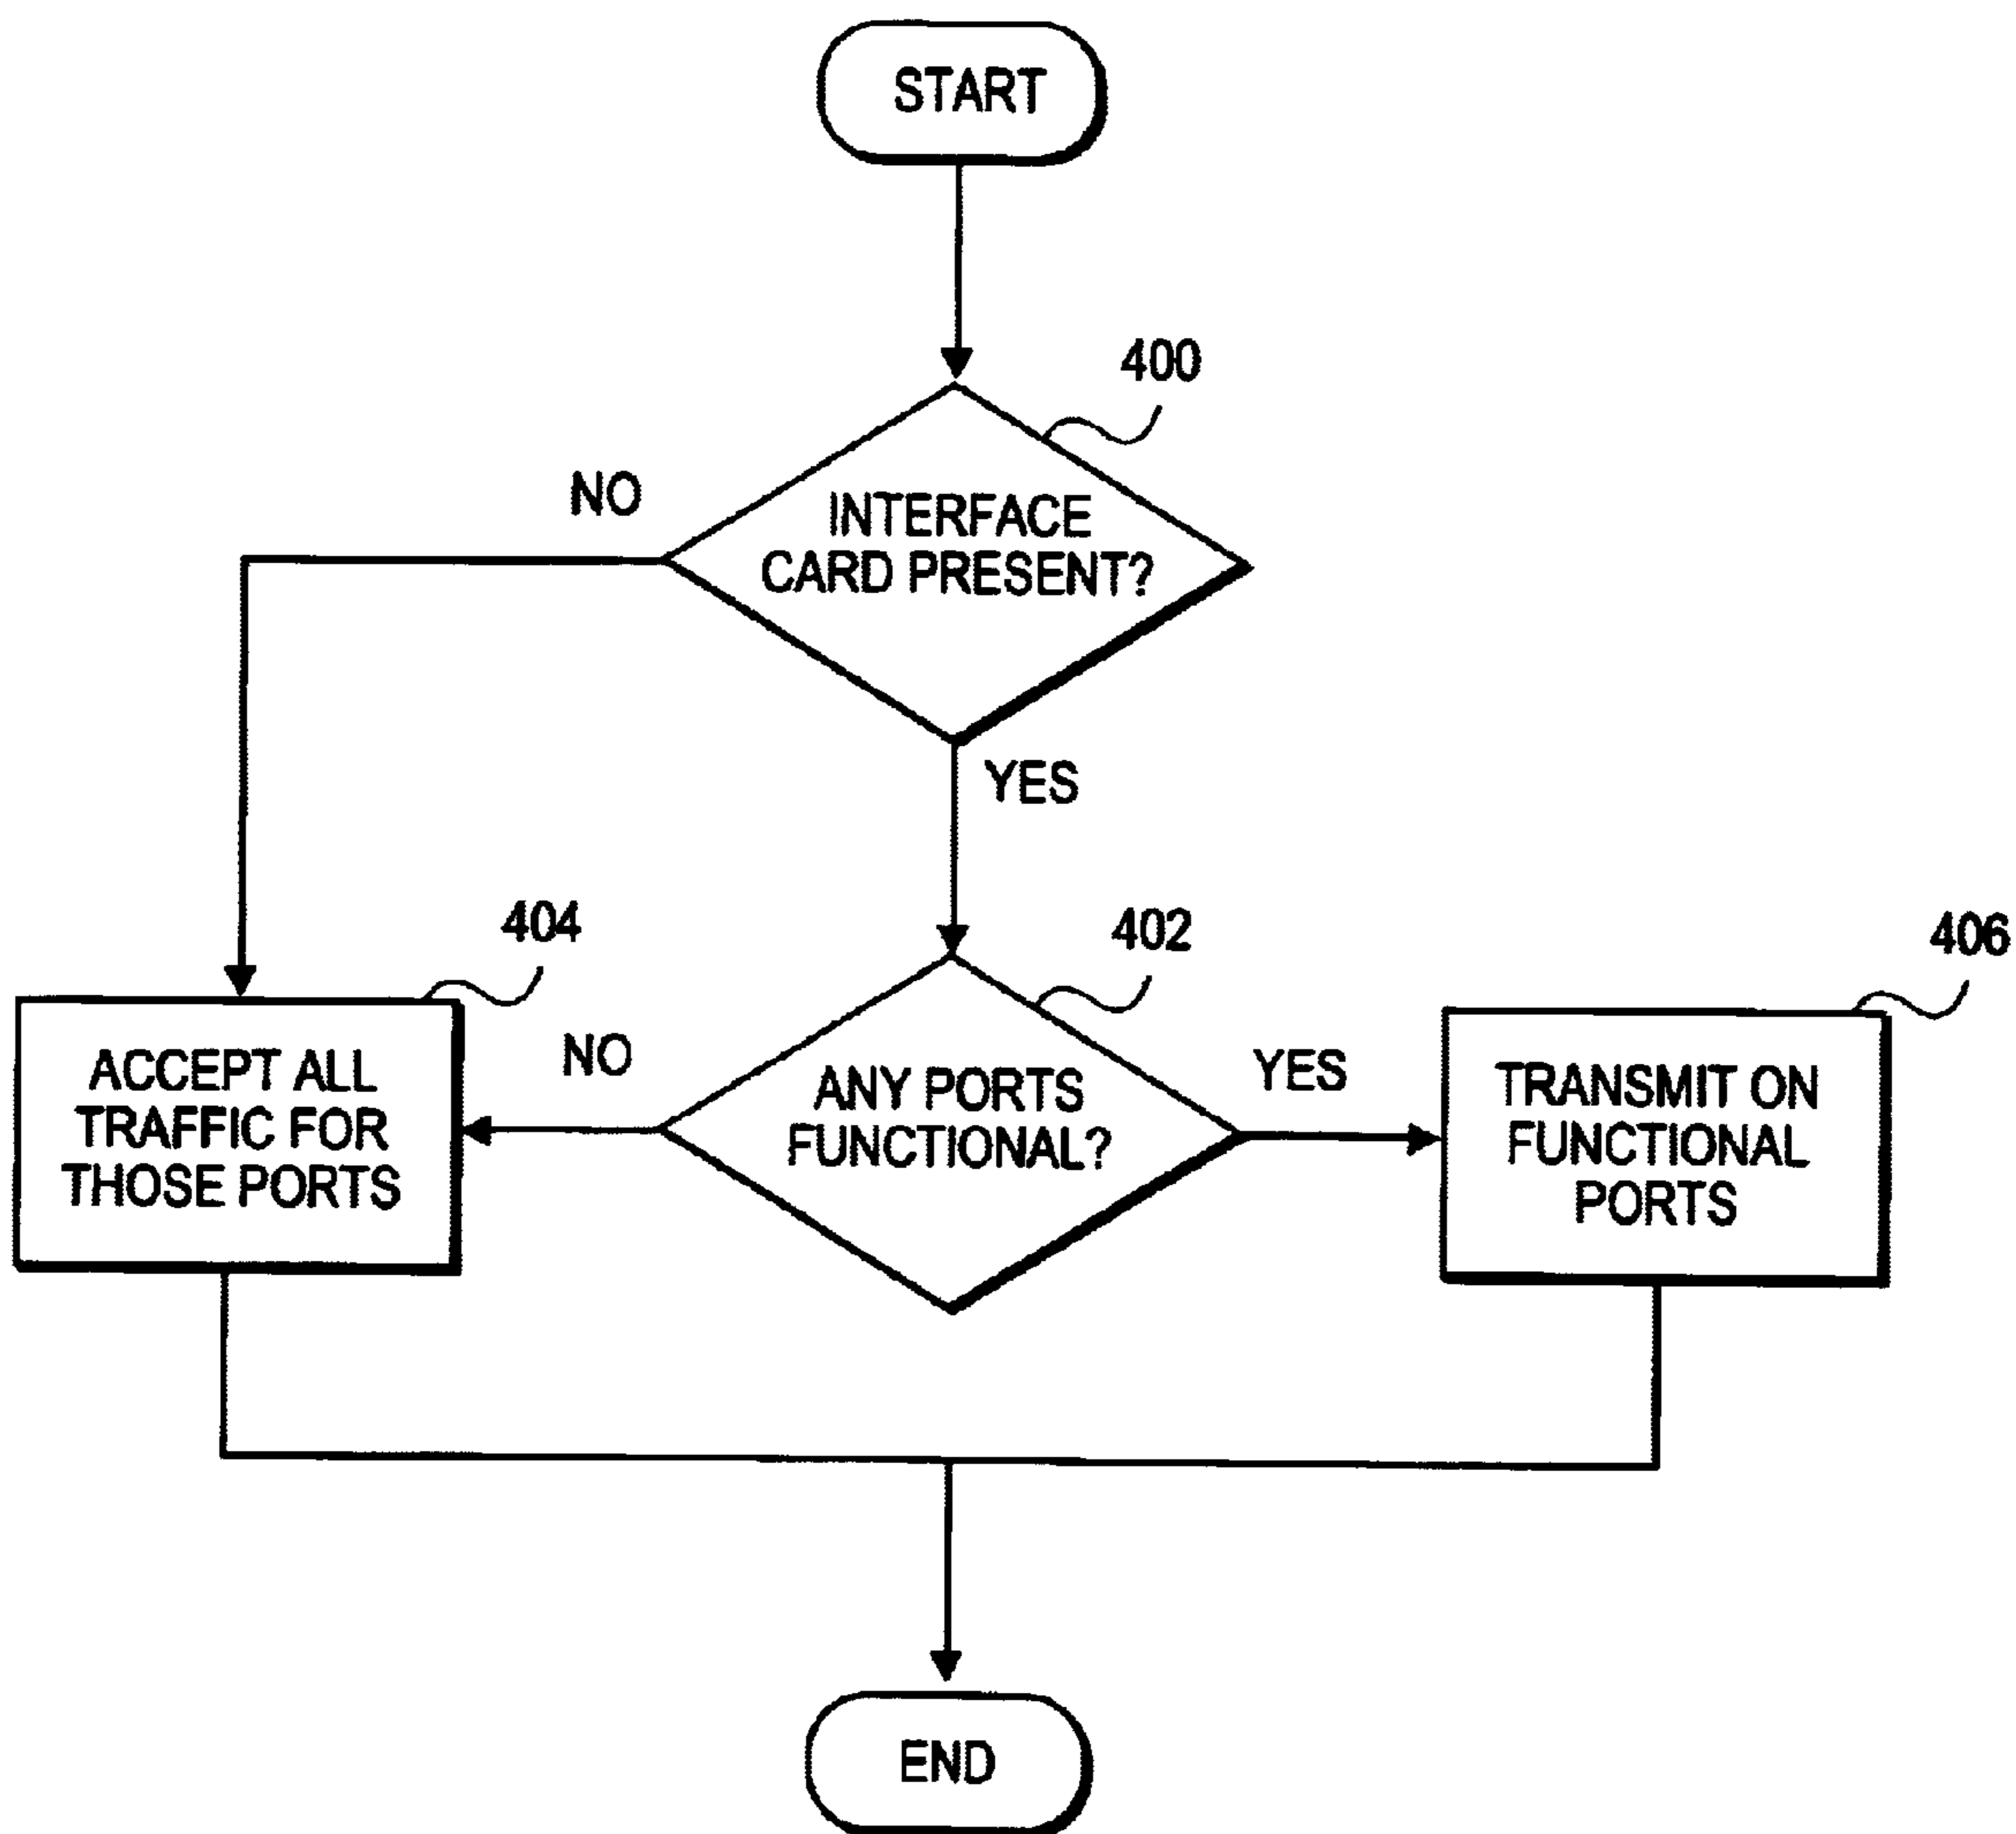 START
400
NO
INTERFACE
CARD PRESENT?
YES
404
402
406
NO
YES
ACCEPT ALL
TRAFFIC FOR
THOSE PORTS
ANY PORTS
FUNCTIONAL?
TRANSMIT ON
FUNCTIONAL
PORTS
END